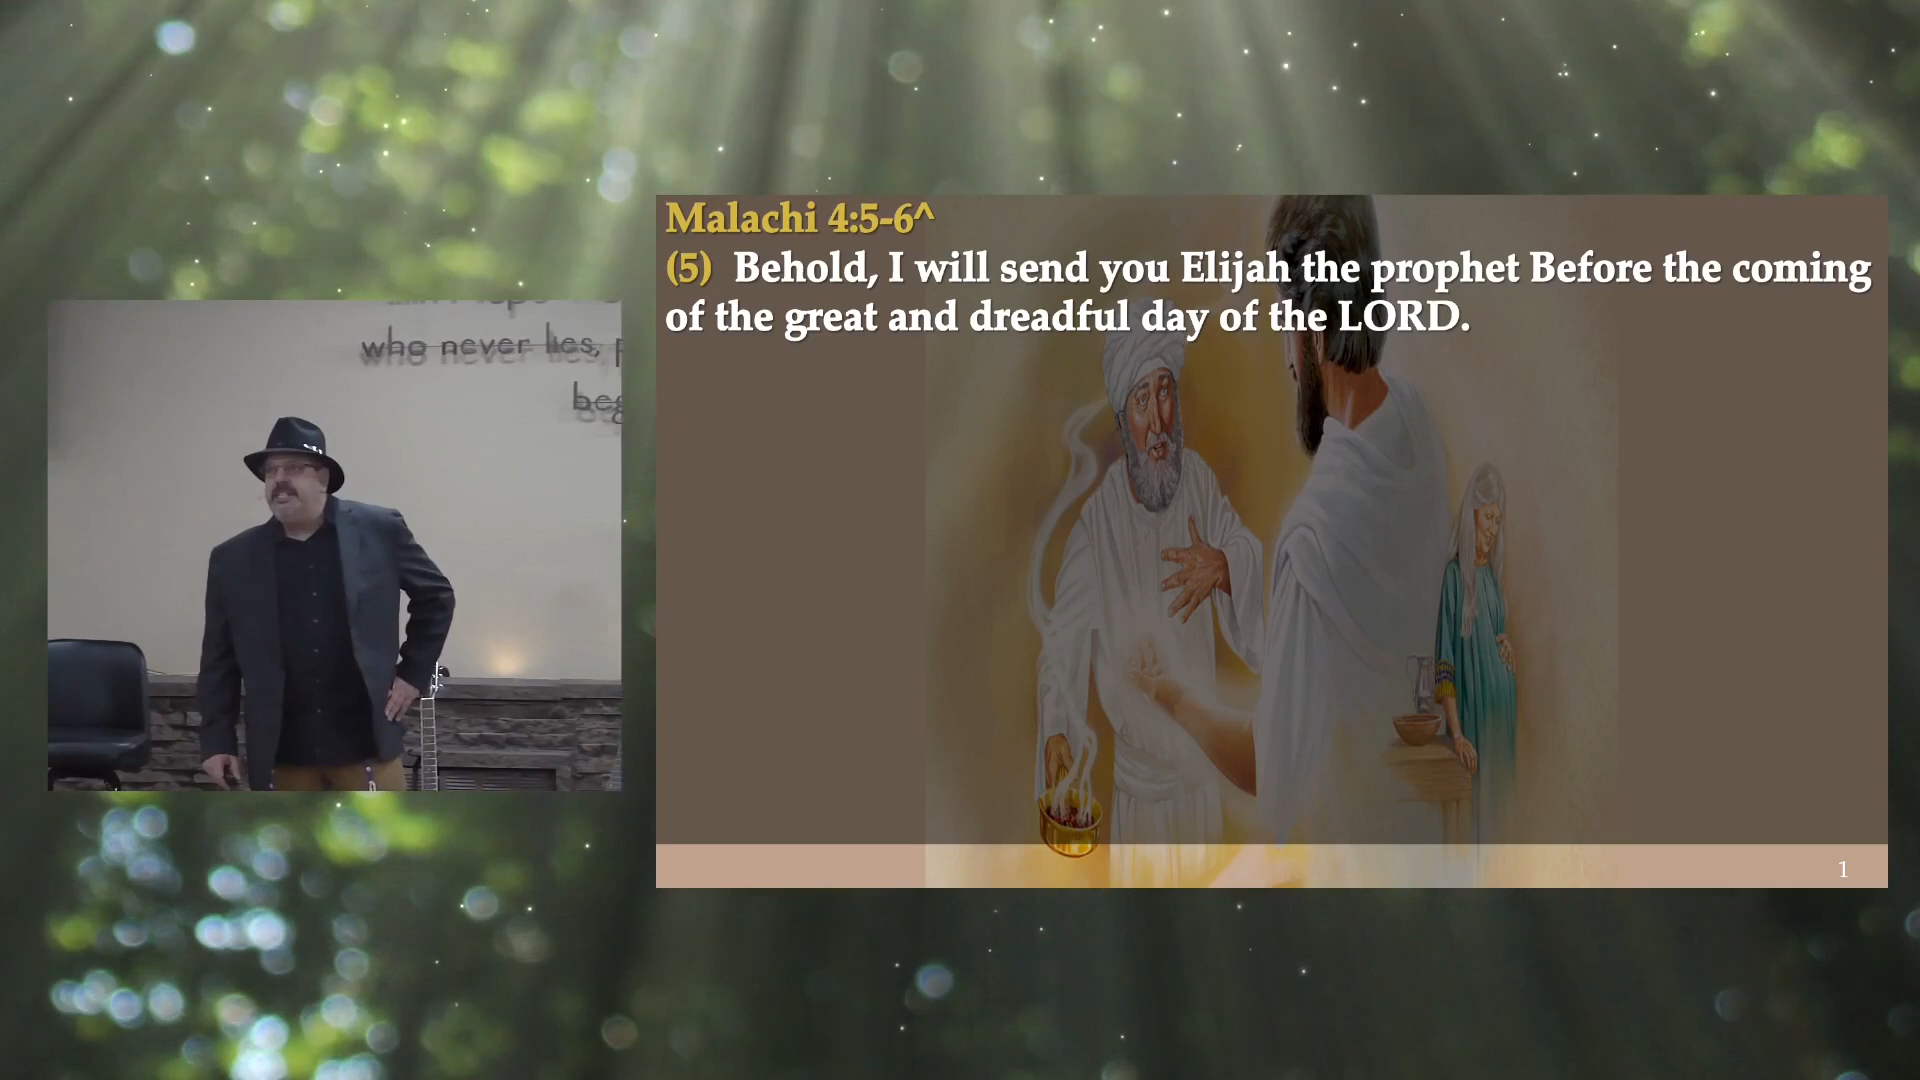 who never lies,
Malachi 4:5-6^
(5) Behold, I will send you Elijah the prophet Before the coming
of the great and dreadful day of the LORD.
1